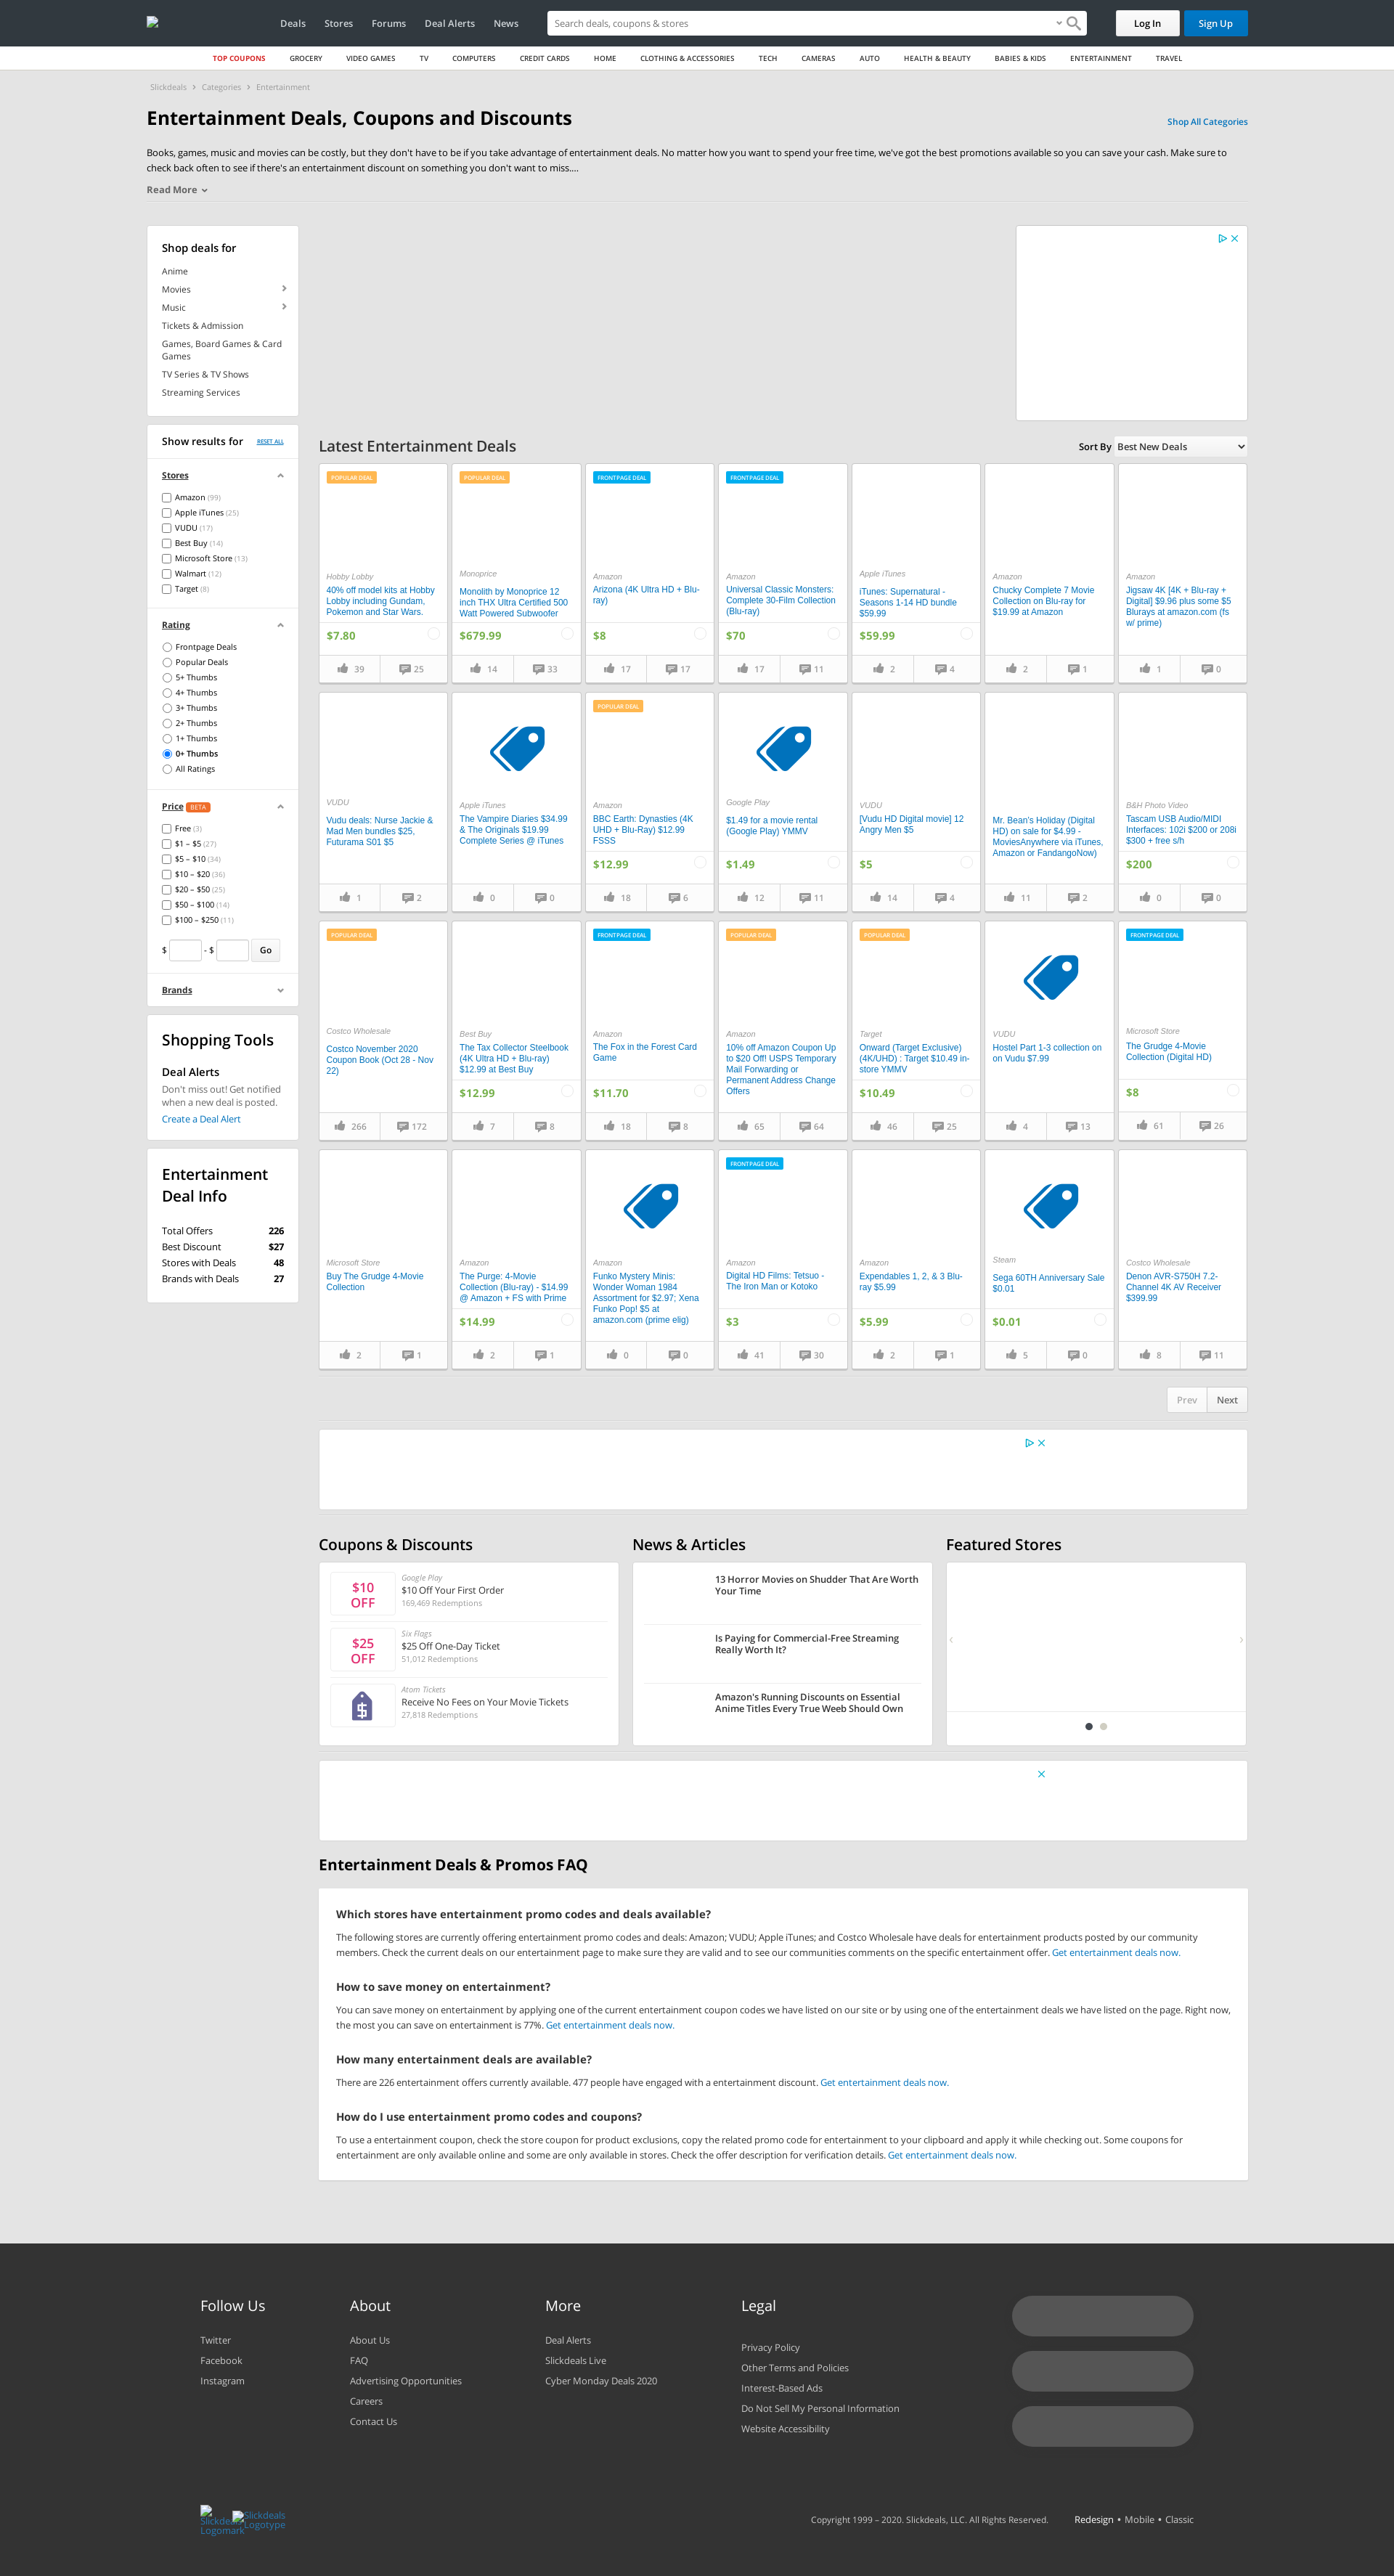 Deals
Stores
Forums
Deal Alerts
News
Search deals, coupons & stores
Log In
Sign Up
TOP COUPONS
GROCERY
VIDEO GAMES
TV
COMPUTERS
CREDIT CARDS
HOME
CLOTHING & ACCESSORIES
TECH
CAMERAS
AUTO
HEALTH & BEAUTY
BABIES & KIDS
ENTERTAINMENT
TRAVEL
Slickdeals › Categories › Entertainment
Entertainment Deals, Coupons and Discounts
Shop All Categories
Books, games, music and movies can be costly, but they don't have to be if you take advantage of entertainment deals. No matter how you want to spend your free time, we've got the best promotions available so you can save your cash. Make sure to
check back often to see if there's an entertainment discount on something you don't want to miss....
Read More
Shop deals for
Anime
Movies
Music
Tickets & Admission
Games, Board Games & Card
Games
TV Series & TV Shows
Streaming Services
Show results for
RESET ALL
Stores
Amazon (99)
Apple iTunes (25)
VUDU (17)
Best Buy (14)
Microsoft Store (13)
Walmart (12)
Target (8)
Rating
Frontpage Deals
Popular Deals
5+ Thumbs
4+ Thumbs
3+ Thumbs
2+ Thumbs
1+ Thumbs
0+ Thumbs
All Ratings
Price BETA
Free (3)
$1 – $5 (27)
$5 – $10 (34)
$10 – $20 (36)
$20 – $50 (25)
$50 – $100 (14)
$100 – $250 (11)
$ - $ Go
Brands
Shopping Tools
Deal Alerts
Don't miss out! Get notified
when a new deal is posted.
Create a Deal Alert
Entertainment
Deal Info
Total Offers 226
Best Discount $27
Stores with Deals 48
Brands with Deals 27
Latest Entertainment Deals
Sort By Best New Deals
POPULAR DEAL
Hobby Lobby
40% off model kits at Hobby
Lobby including Gundam,
Pokemon and Star Wars.
$7.80
39 25
POPULAR DEAL
Monoprice
Monolith by Monoprice 12
inch THX Ultra Certified 500
Watt Powered Subwoofer
$679.99
14 33
FRONTPAGE DEAL
Amazon
Arizona (4K Ultra HD + Blu-
ray)
$8
17 17
FRONTPAGE DEAL
Amazon
Universal Classic Monsters:
Complete 30-Film Collection
(Blu-ray)
$70
17 11
Apple iTunes
iTunes: Supernatural -
Seasons 1-14 HD bundle
$59.99
$59.99
2 4
Amazon
Chucky Complete 7 Movie
Collection on Blu-ray for
$19.99 at Amazon
2 1
Amazon
Jigsaw 4K [4K + Blu-ray +
Digital] $9.96 plus some $5
Blurays at amazon.com (fs
w/ prime)
1 0
VUDU
Vudu deals: Nurse Jackie &
Mad Men bundles $25,
Futurama S01 $5
1 2
Apple iTunes
The Vampire Diaries $34.99
& The Originals $19.99
Complete Series @ iTunes
0 0
POPULAR DEAL
Amazon
BBC Earth: Dynasties (4K
UHD + Blu-Ray) $12.99
FSSS
$12.99
18 6
Google Play
$1.49 for a movie rental
(Google Play) YMMV
$1.49
12 11
VUDU
[Vudu HD Digital movie] 12
Angry Men $5
$5
14 4
Mr. Bean's Holiday (Digital
HD) on sale for $4.99 -
MoviesAnywhere via iTunes,
Amazon or FandangoNow)
11 2
B&H Photo Video
Tascam USB Audio/MIDI
Interfaces: 102i $200 or 208i
$300 + free s/h
$200
0 0
POPULAR DEAL
Costco Wholesale
Costco November 2020
Coupon Book (Oct 28 - Nov
22)
266 172
Best Buy
The Tax Collector Steelbook
(4K Ultra HD + Blu-ray)
$12.99 at Best Buy
$12.99
7 8
FRONTPAGE DEAL
Amazon
The Fox in the Forest Card
Game
$11.70
18 8
POPULAR DEAL
Amazon
10% off Amazon Coupon Up
to $20 Off! USPS Temporary
Mail Forwarding or
Permanent Address Change
Offers
65 64
POPULAR DEAL
Target
Onward (Target Exclusive)
(4K/UHD) : Target $10.49 in-
store YMMV
$10.49
46 25
VUDU
Hostel Part 1-3 collection on
on Vudu $7.99
4 13
FRONTPAGE DEAL
Microsoft Store
The Grudge 4-Movie
Collection (Digital HD)
$8
61 26
Microsoft Store
Buy The Grudge 4-Movie
Collection
2 1
Amazon
The Purge: 4-Movie
Collection (Blu-ray) - $14.99
@ Amazon + FS with Prime
$14.99
2 1
Amazon
Funko Mystery Minis:
Wonder Woman 1984
Assortment for $2.97; Xena
Funko Pop! $5 at
amazon.com (prime elig)
0 0
FRONTPAGE DEAL
Amazon
Digital HD Films: Tetsuo -
The Iron Man or Kotoko
$3
41 30
Amazon
Expendables 1, 2, & 3 Blu-
ray $5.99
$5.99
2 1
Steam
Sega 60TH Anniversary Sale
$0.01
$0.01
5 0
Costco Wholesale
Denon AVR-S750H 7.2-
Channel 4K AV Receiver
$399.99
8 11
Prev
Next
Coupons & Discounts
$10
OFF
Google Play
$10 Off Your First Order
169,469 Redemptions
$25
OFF
Six Flags
$25 Off One-Day Ticket
51,012 Redemptions
Atom Tickets
Receive No Fees on Your Movie Tickets
27,818 Redemptions
News & Articles
13 Horror Movies on Shudder That Are Worth
Your Time
Is Paying for Commercial-Free Streaming
Really Worth It?
Amazon's Running Discounts on Essential
Anime Titles Every True Weeb Should Own
Featured Stores
Entertainment Deals & Promos FAQ
Which stores have entertainment promo codes and deals available?
The following stores are currently offering entertainment promo codes and deals: Amazon; VUDU; Apple iTunes; and Costco Wholesale have deals for entertainment products posted by our community
members. Check the current deals on our entertainment page to make sure they are valid and to see our communities comments on the specific entertainment offer. Get entertainment deals now.
How to save money on entertainment?
You can save money on entertainment by applying one of the current entertainment coupon codes we have listed on our site or by using one of the entertainment deals we have listed on the page. Right now,
the most you can save on entertainment is 77%. Get entertainment deals now.
How many entertainment deals are available?
There are 226 entertainment offers currently available. 477 people have engaged with a entertainment discount. Get entertainment deals now.
How do I use entertainment promo codes and coupons?
To use a entertainment coupon, check the store coupon for product exclusions, copy the related promo code for entertainment to your clipboard and apply it while checking out. Some coupons for
entertainment are only available online and some are only available in stores. Check the offer description for verification details. Get entertainment deals now.
Follow Us
Twitter
Facebook
Instagram
About
About Us
FAQ
Advertising Opportunities
Careers
Contact Us
More
Deal Alerts
Slickdeals Live
Cyber Monday Deals 2020
Legal
Privacy Policy
Other Terms and Policies
Interest-Based Ads
Do Not Sell My Personal Information
Website Accessibility
Slickdeals
Logomark
Slickdeals
Logotype
Copyright 1999 – 2020. Slickdeals, LLC. All Rights Reserved.
Redesign • Mobile • Classic